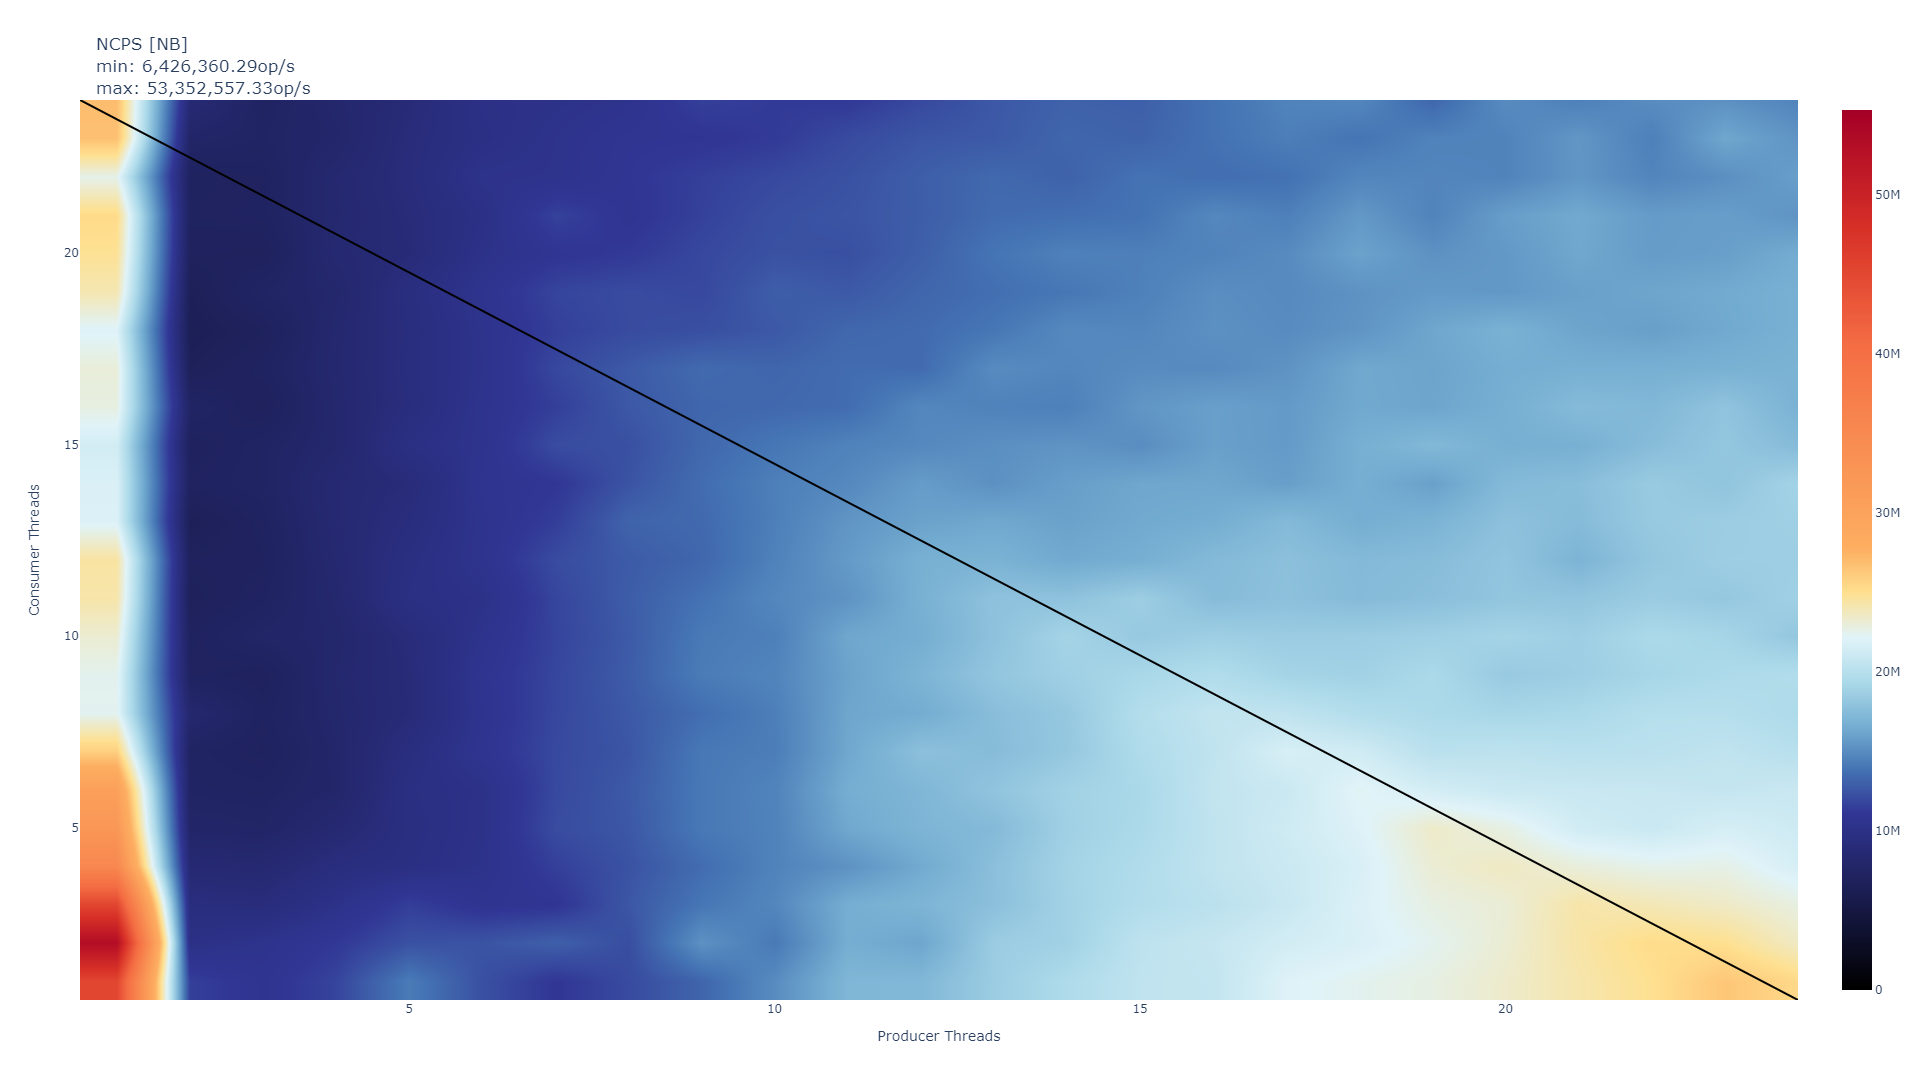 NCPS [NB]
min: 6,426,360.29op/s
max: 53,352,557.33op/s
20
15
10
5
Consumer Threads
5
10
15
20
Producer Threads
50M
40M
30M
20M
10M
0